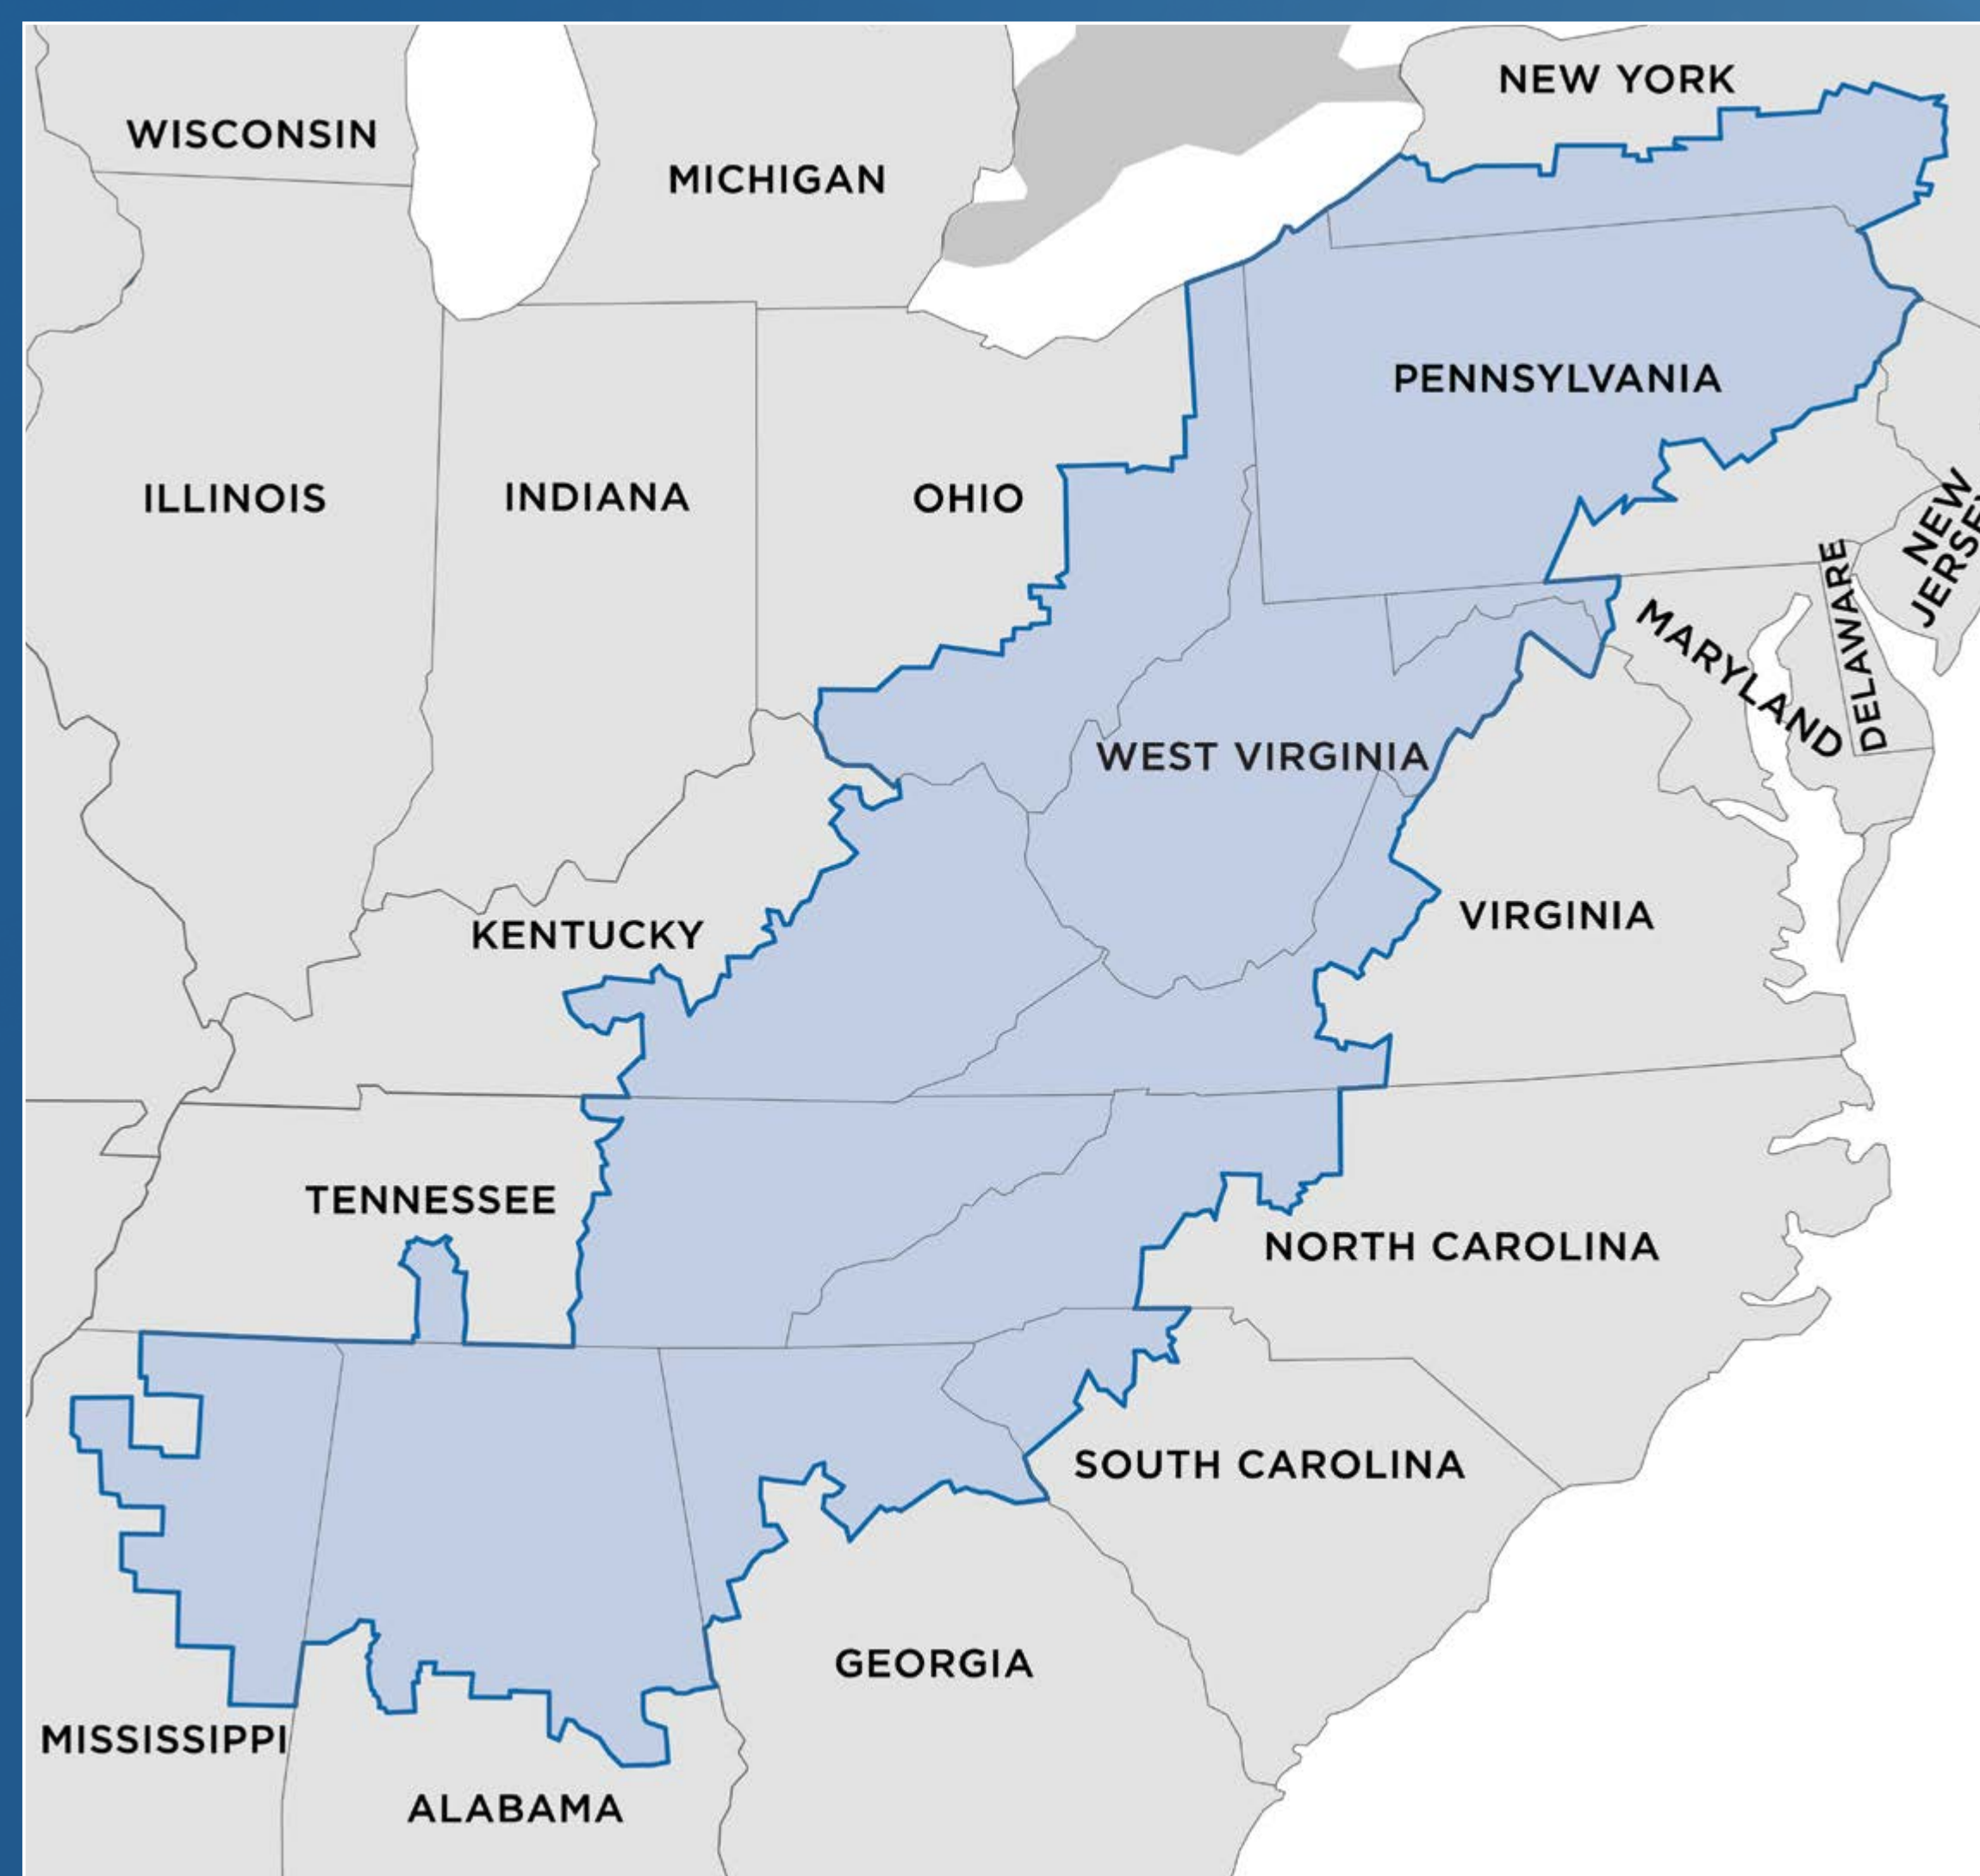 NEW YORK
WISCONSIN
MICHIGAN
PENNSYLVANIA
ILLINOIS
INDIANA
OHIO
NEW
DELAWARE
MARYLAND
WEST VIRGINIA
VIRGINIA
KENTUCKY
TENNESSEE
NORTH CAROLINA
SOUTH CAROLINA
GEORGIA
MISSISSIPPI
ALABAMA